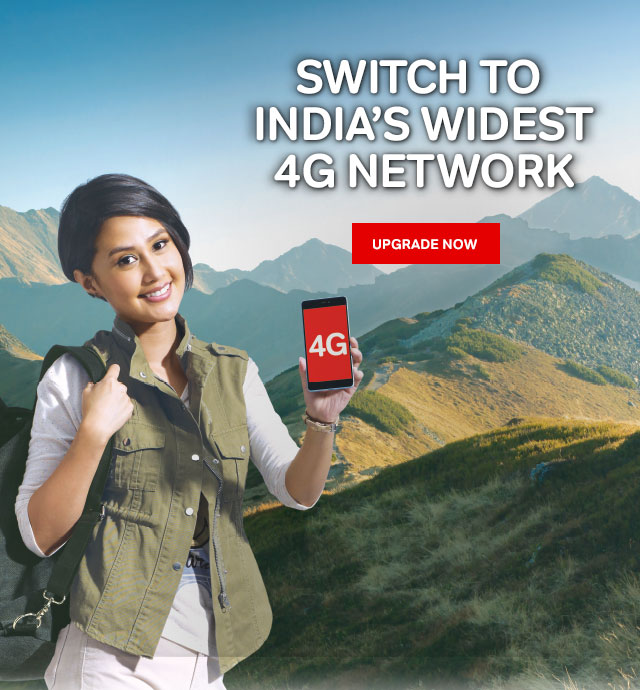 SWITCH TO
INDIA'S WIDEST
4G NETWORK
UPGRADE NOW
4G